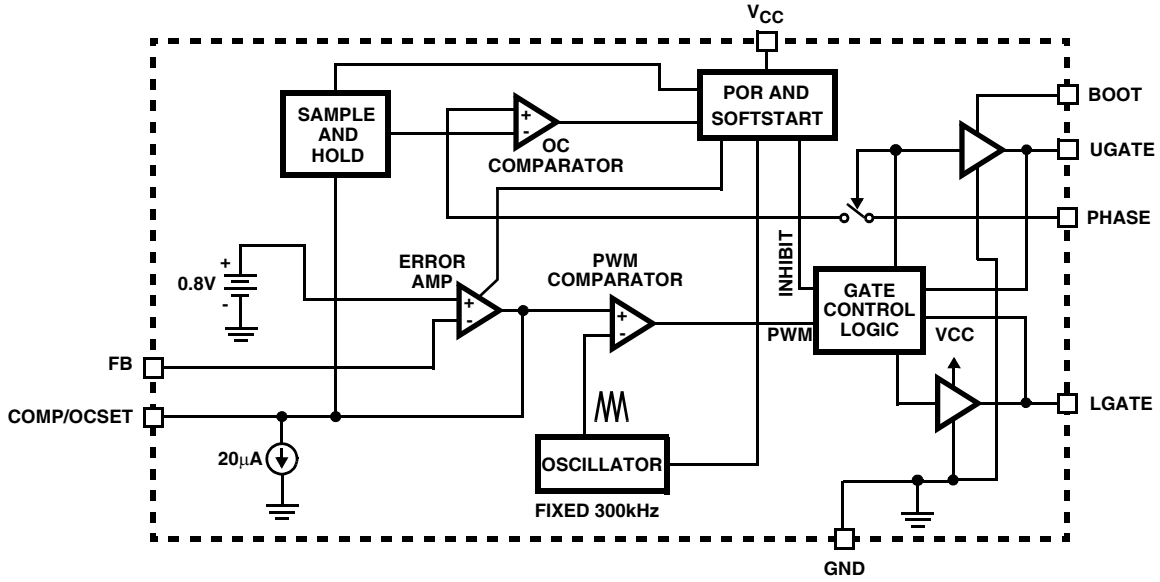 VCC
BOOT
UGATE
PHASE
SAMPLE
AND
HOLD
+
-
OC
COMPARATOR
POR AND
SOFTSTART
INHIBIT
+
0.8V
-
ERROR
AMP
+
-
PWM
COMPARATOR
+
-
GATE
CONTROL
LOGIC
PWM
VCC
FB
COMP/OCSET
20µA
OSCILLATOR
FIXED 300kHz
LGATE
GND